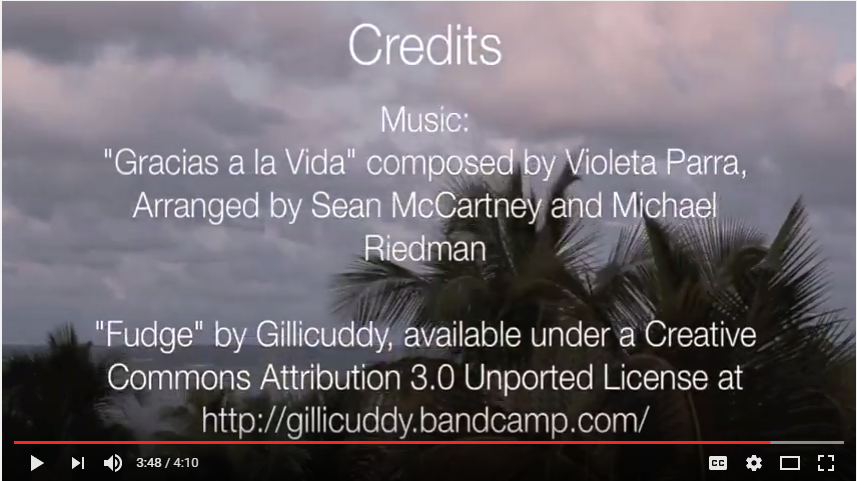 Credits
Music:
"Gracias a la Vida" composed by Violeta Parra,
Arranged by Sean McCartney and Michael
Riedman
"Fudge" by Gillicuddy, available under a Creative
Commons Attribution 3.0 Unported License at
http://gillicuddy.bandcamp.com/
3:48 / 4:10
CC